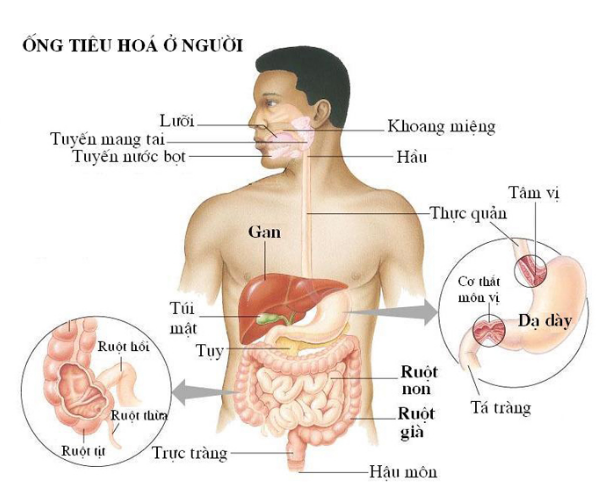 ỐNG TIÊU HOÁ Ở NGƯỜI
Lưỡi
Tuyến mang tai
Tuyến nước bọt
Khoang miệng
Hầu
Thực quản
Tâm vị
Gan
Cơ thắt
môn vị
Dạ dày
Tá tràng
Túi
mật
Tụy
Ruột
non
Ruột
già
Ruột hồi
Ruột thừa
Ruột tịt
Trực tràng
Hậu môn